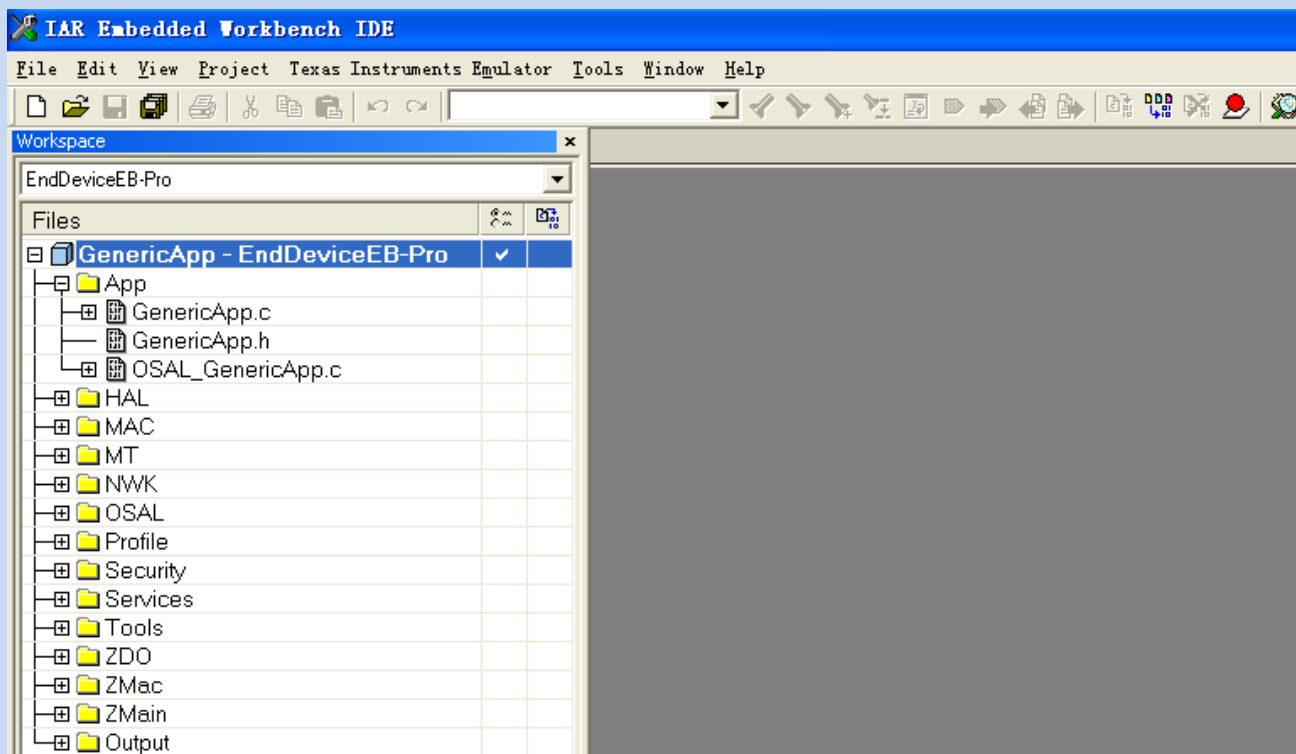 IAR Embedded Workbench IDE
File Edit View Project Texas Instruments Emulator Tools Window Help
Workspace
EndDeviceEB-Pro
Files
GenericApp - EndDeviceEB-Pro
App
GenericApp.c
GenericApp.h
OSAL_GenericApp.c
HAL
MAC
MT
NWK
OSAL
Profile
Security
Services
Tools
ZDO
ZMac
ZMain
Output